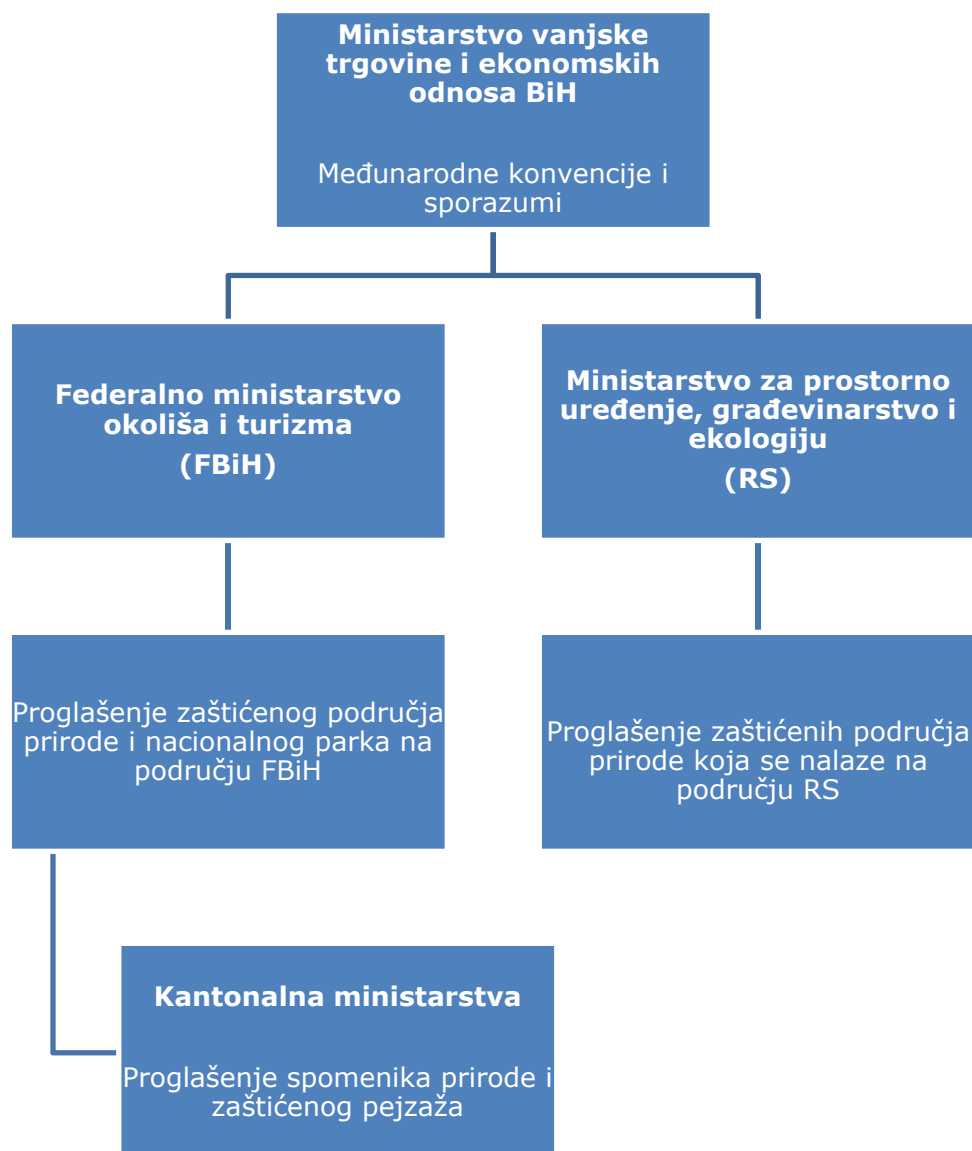 Ministarstvo vanjske
trgovine i ekonomskih
odnosa BiH
Međunarodne konvencije i
sporazumi
Federalno ministarstvo
okoliša i turizma
(FBiH)
Ministarstvo za prostorno
uređenje, građevinarstvo i
ekologiju
(RS)
Proglašenje zaštićenog područja
prirode i nacionalnog parka na
području FBiH
Proglašenje zaštićenih područja
prirode koja se nalaze na
području RS
Kantonalna ministarstva
Proglašenje spomenika prirode i
zaštićenog pejzaža